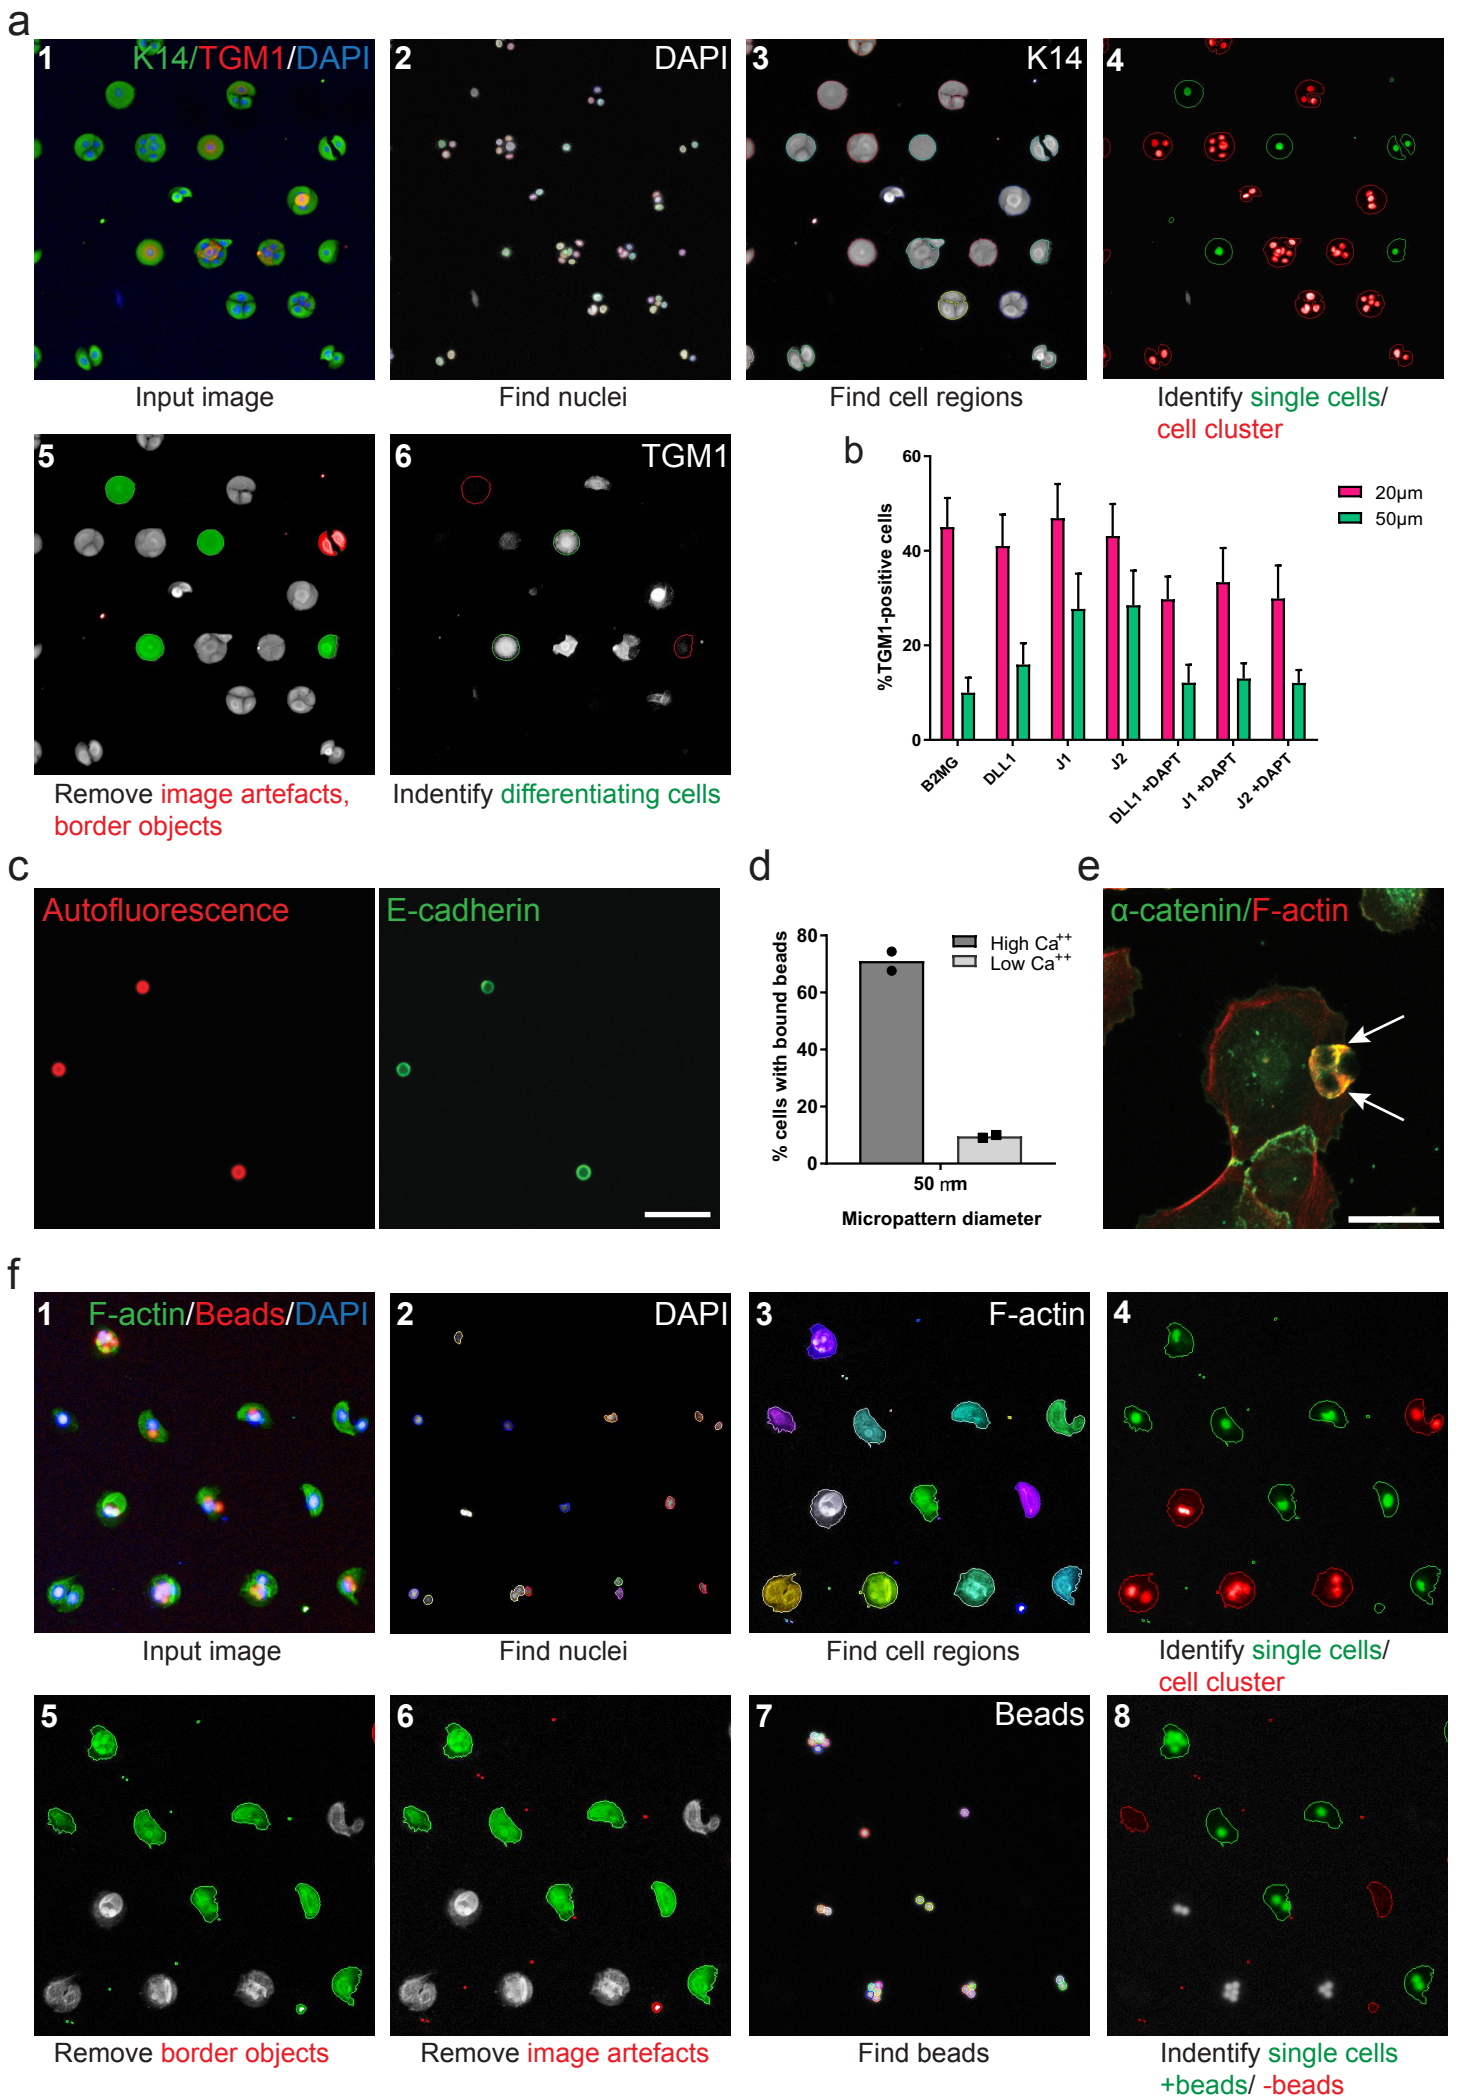 a
1 K14/TGM1/DAPI
2 DAPI
3 K14
4
Input image
Find nuclei
Find cell regions
Identify single cells/
cell cluster
5
6 TGM1
Remove image artefacts,
border objects
Indentify differentiating cells
b
%TGM1-positive cells
60
40
20
0
20µm
50µm
B2MG
DLL1
J1
J2
DLL1 +DAPT
J1 +DAPT
J2 +DAPT
c
Autofluorescence
E-cadherin
d
% cells with bound beads
80
60
40
20
0
High Ca++
Low Ca++
50 mm
Micropattern diameter
e
α-catenin/F-actin
f
1 F-actin/Beads/DAPI
2 DAPI
3 F-actin
4
Input image
Find nuclei
Find cell regions
Identify single cells/
cell cluster
5
6
7 Beads
8
Remove border objects
Remove image artefacts
Find beads
Indentify single cells
+beads/ -beads